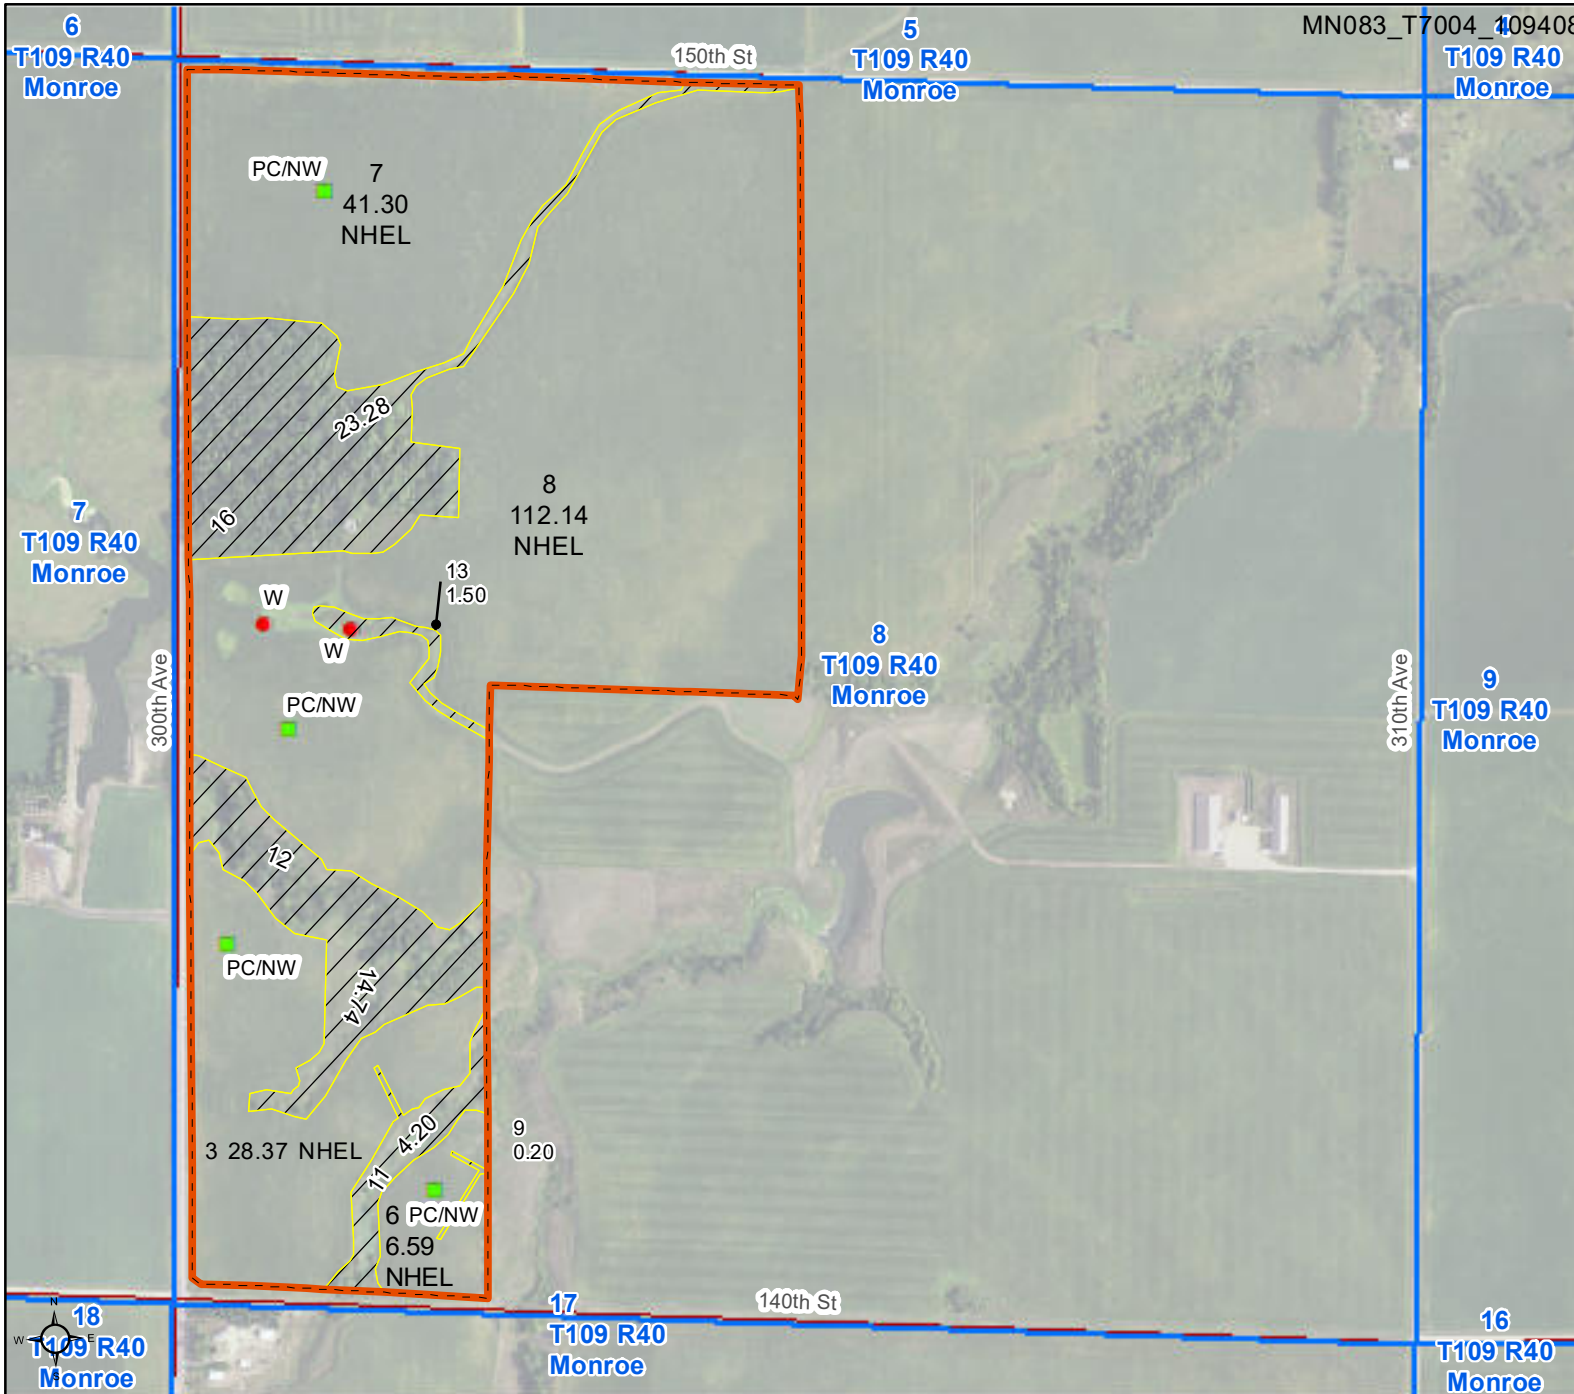 MN083_T7004_109408
6
T109 R40
Monroe
150th St
5
T109 R40
Monroe
4
T109 R40
Monroe
PC/NW
7
41.30
NHEL
23.28
16
8
112.14
NHEL
7
T109 R40
Monroe
13
1.50
W
W
8
T109 R40
Monroe
300th Ave
310th Ave
9
T109 R40
Monroe
PC/NW
12
PC/NW
14.74
3 28.37 NHEL
4.20
11
9
0.20
6 PC/NW
6.59
NHEL
140th St
N
W E
S
18
T109 R40
Monroe
17
T109 R40
Monroe
16
T109 R40
Monroe